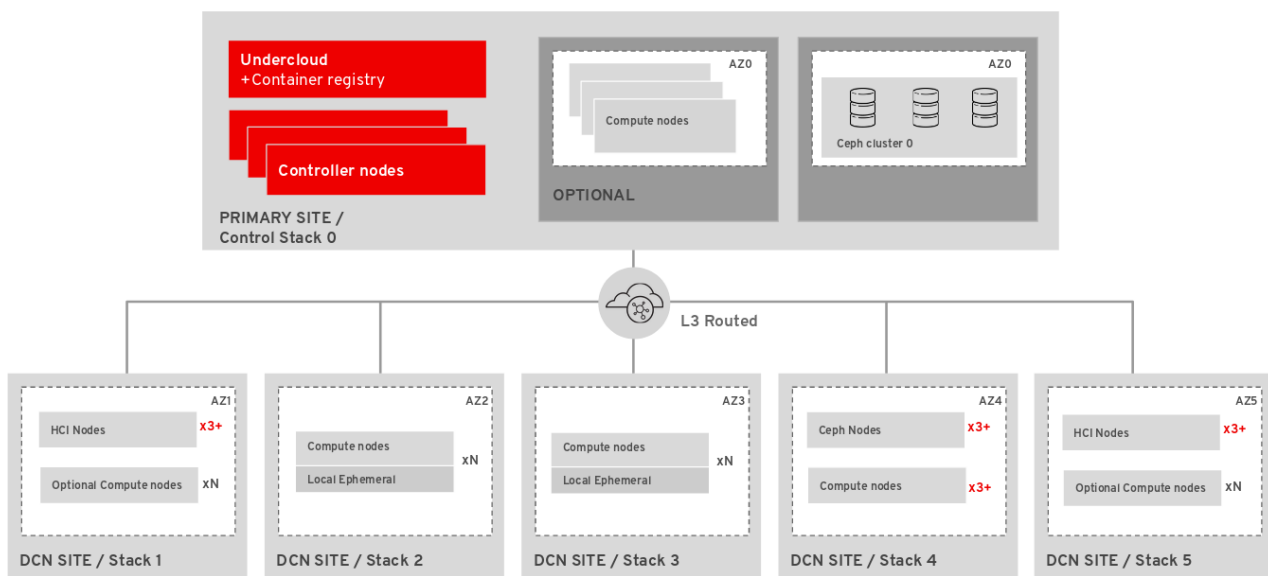 Undercloud
+Container registry
Controller nodes
PRIMARY SITE /
Control Stack 0
AZ0
Compute nodes
OPTIONAL
AZ0
Ceph cluster 0
L3 Routed
AZ1
HCI Nodes
x3+
Optional Compute nodes
xN
DCN SITE / Stack 1
AZ2
Compute nodes
xN
Local Ephemeral
DCN SITE / Stack 2
AZ3
Compute nodes
xN
Local Ephemeral
DCN SITE / Stack 3
AZ4
Ceph Nodes
x3+
Compute nodes
x3+
DCN SITE / Stack 4
AZ5
HCI Nodes
x3+
Optional Compute nodes
xN
DCN SITE / Stack 5